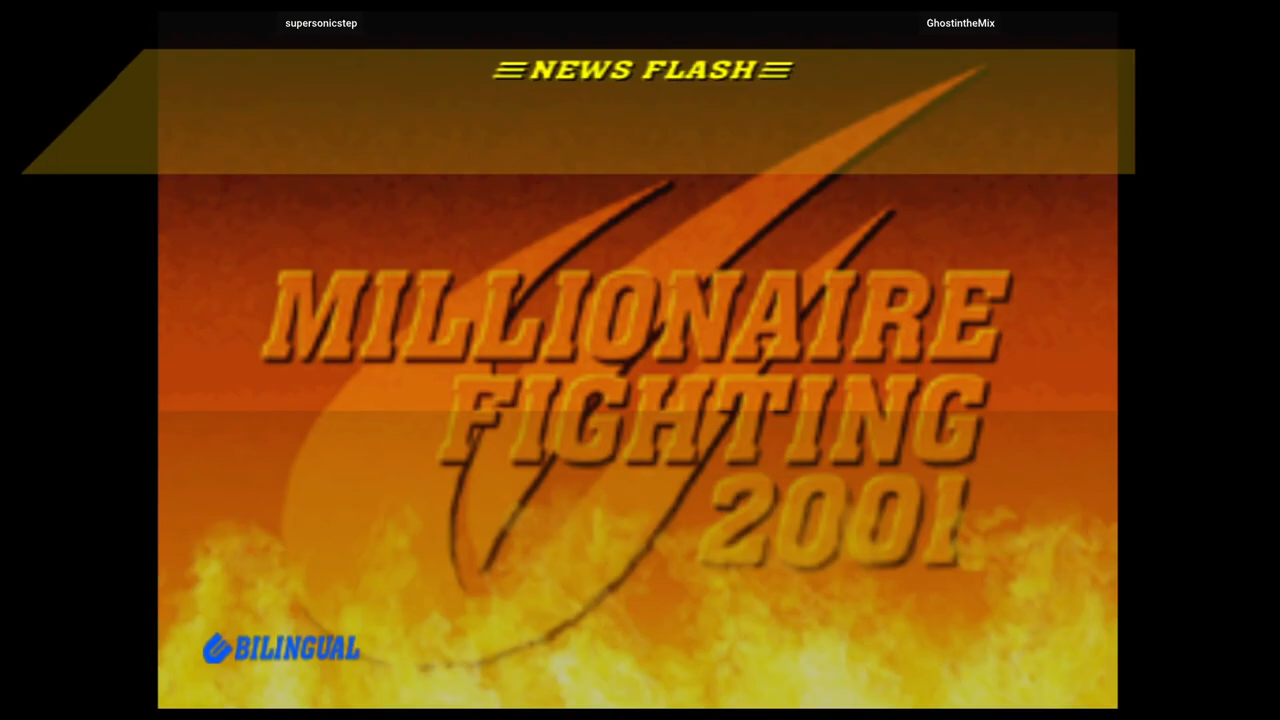 supersonicstep
GhostintheMix
NEWS FLASH
MILLIONAIRE
FIGHTING
2001
BILINGUAL